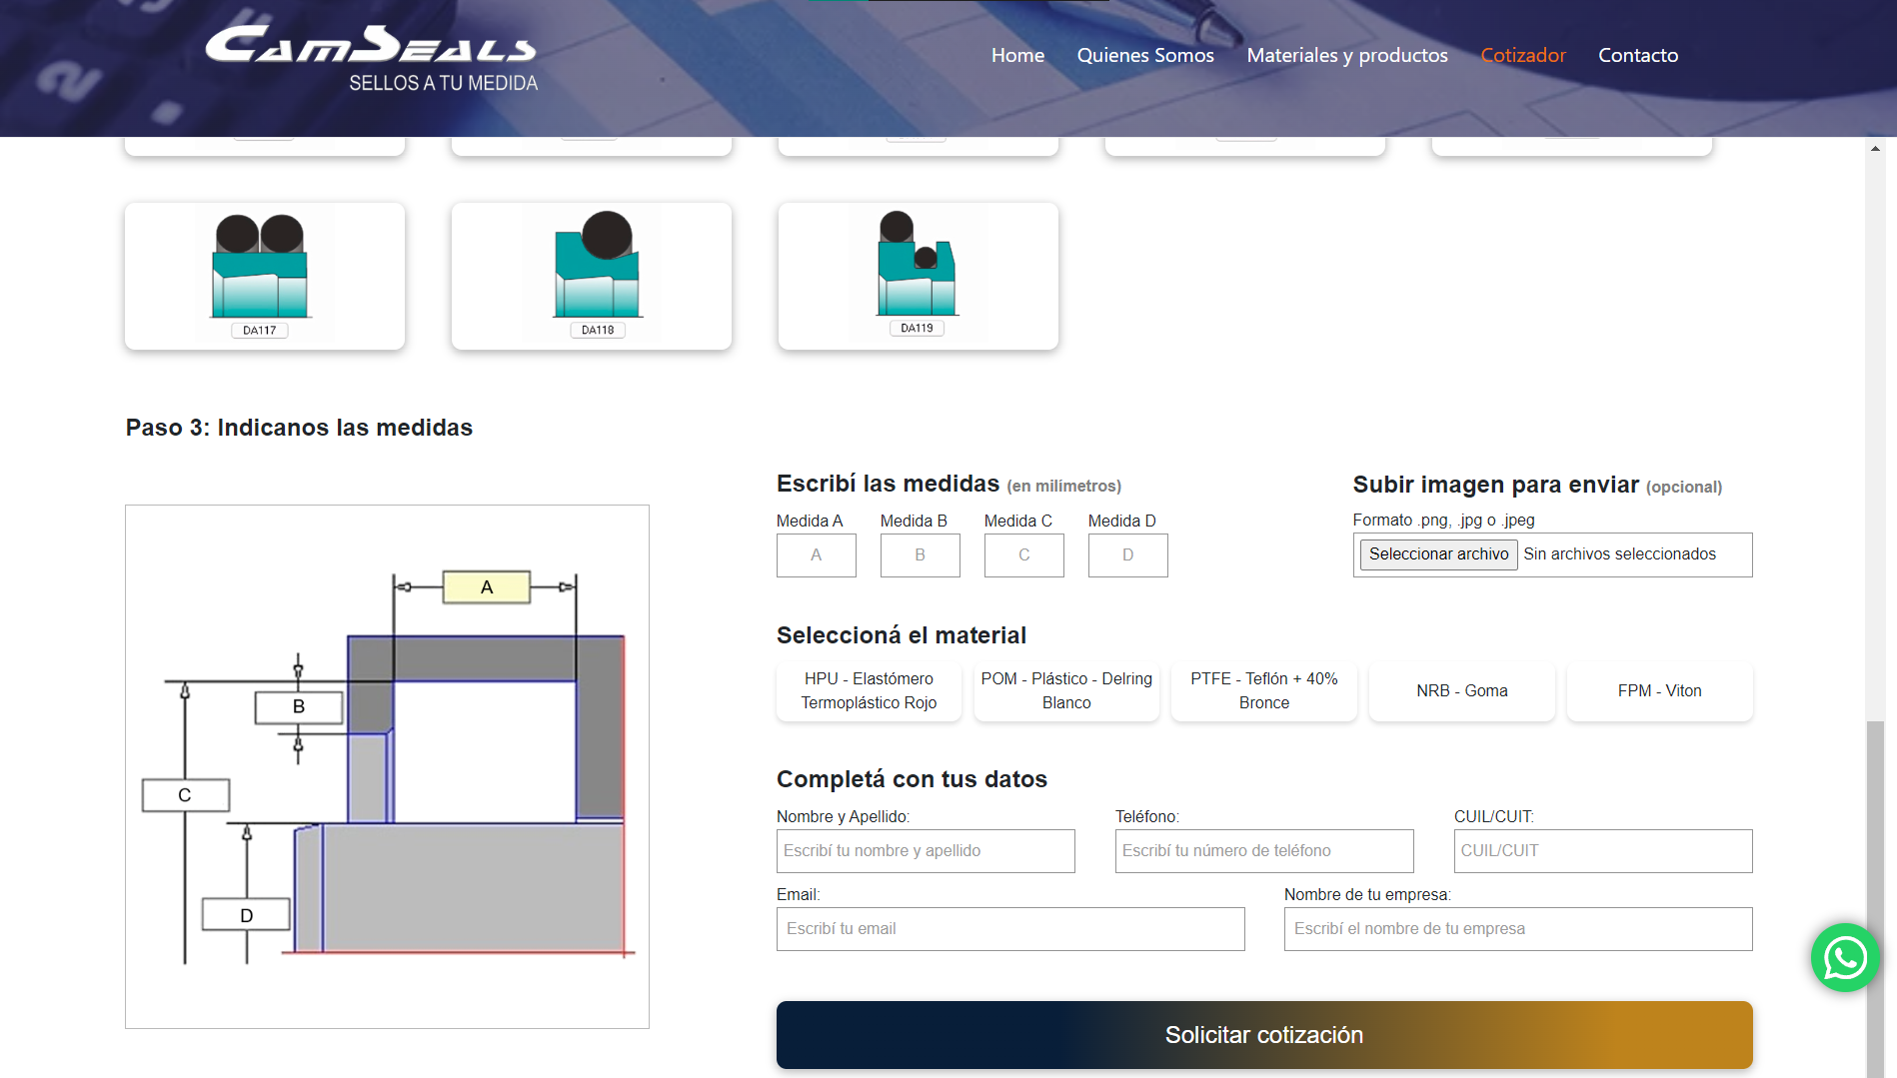 CamSeals
SELLOS A TU MEDIDA
Home Quienes Somos Materiales y productos Cotizador Contacto
DA117 DA118 DA119
Paso 3: Indicanos las medidas
Escribí las medidas (en milímetros)
Medida A Medida B Medida C Medida D
A B C D
Subir imagen para enviar (opcional)
Formato .png, .jpg o .jpeg
Seleccionar archivo Sin archivos seleccionados
A
B
C
D
Seleccioná el material
HPU - Elastómero
Termoplástico Rojo
POM - Plástico - Delring
Blanco
PTFE - Teflón + 40%
Bronce
NRB - Goma
FPM - Viton
Completá con tus datos
Nombre y Apellido: Teléfono: CUIL/CUIT:
Escribí tu nombre y apellido Escribí tu número de teléfono CUIL/CUIT
Email: Nombre de tu empresa:
Escribí tu email Escribí el nombre de tu empresa
Solicitar cotización